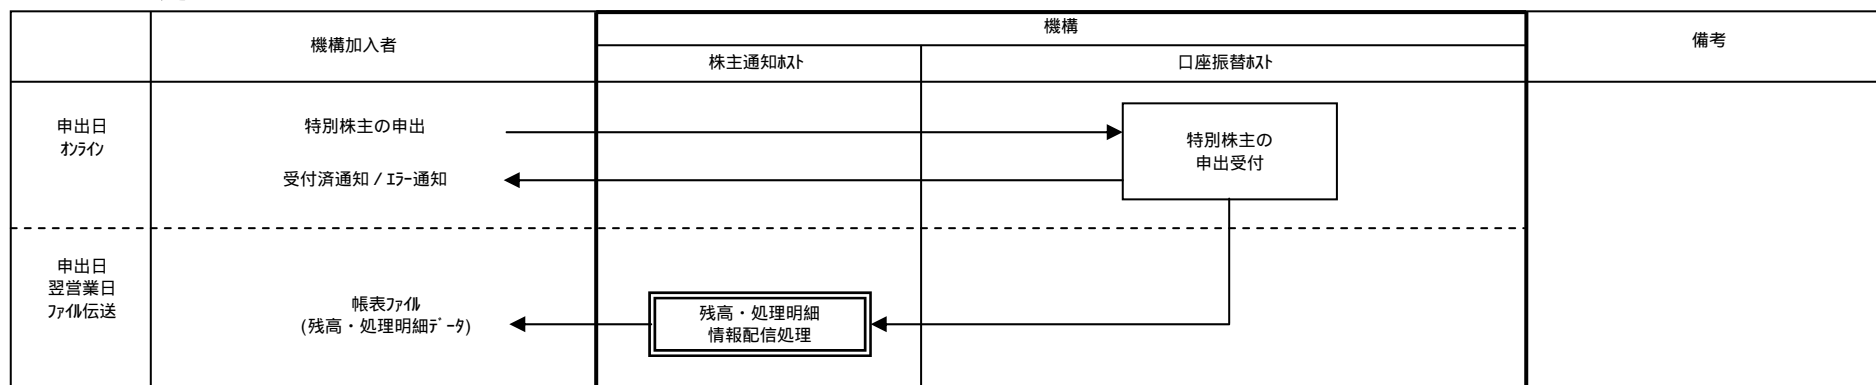 機構加入者
機構
備考
株主通知ﾎｽﾄ
口座振替ﾎｽﾄ
申出日
ｵﾝﾗｲﾝ
特別株主の申出
特別株主の
申出受付
受付済通知 / ｴﾗｰ通知
申出日
翌営業日
ﾌｧｲﾙ伝送
帳表ﾌｧｲﾙ
(残高・処理明細ﾃﾞｰﾀ)
残高・処理明細
情報配信処理